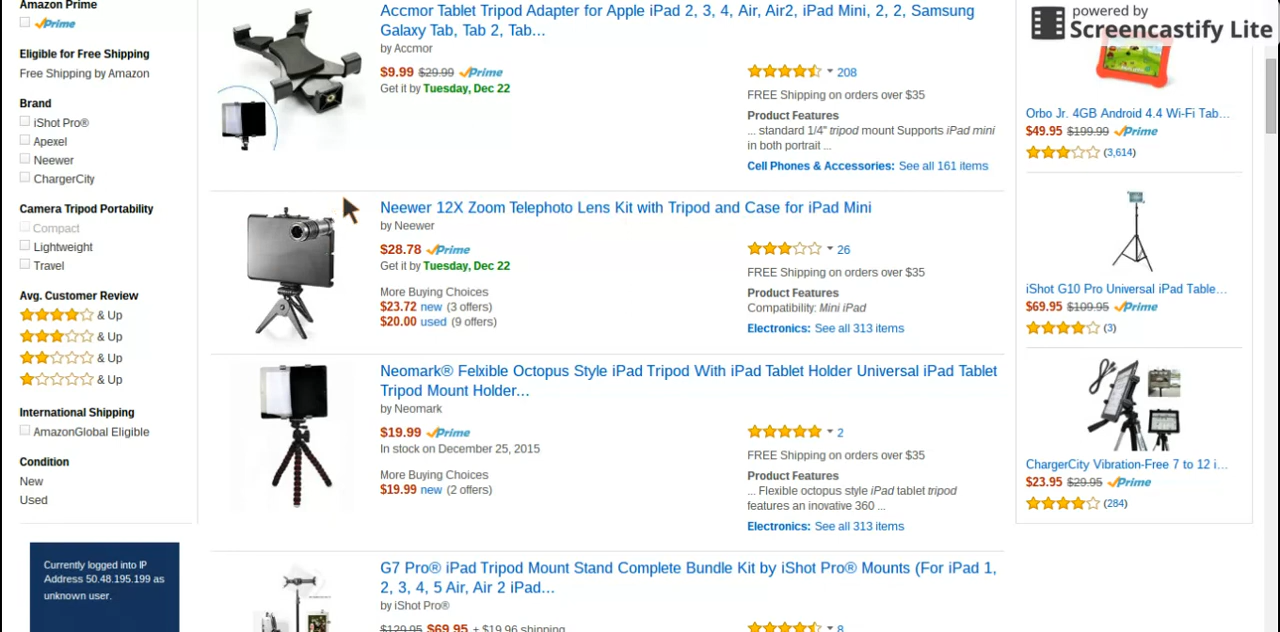 Amazon Prime
Prime
Eligible for Free Shipping
Free Shipping by Amazon
Brand
iShot Pro®
Apexel
Neewer
ChargerCity
Camera Tripod Portability
Compact
Lightweight
Travel
Avg. Customer Review
& Up
& Up
& Up
& Up
International Shipping
AmazonGlobal Eligible
Condition
New
Used
Currently logged into IP
Address 50.48.195.199 as
unknown user.
Accmor Tablet Tripod Adapter for Apple iPad 2, 3, 4, Air, Air2, iPad Mini, 2, 2, Samsung
Galaxy Tab, Tab 2, Tab...
by Accmor
$9.99 $29.99 Prime
Get it by Tuesday, Dec 22
208
FREE Shipping on orders over $35
Product Features
... standard 1/4" tripod mount Supports iPad mini
in both portrait ...
Cell Phones & Accessories: See all 161 items
Neewer 12X Zoom Telephoto Lens Kit with Tripod and Case for iPad Mini
by Neewer
$28.78 Prime
Get it by Tuesday, Dec 22
More Buying Choices
$23.72 new (3 offers)
$20.00 used (9 offers)
26
FREE Shipping on orders over $35
Product Features
Compatibility: Mini iPad
Electronics: See all 313 items
Neomark® Felxible Octopus Style iPad Tripod With iPad Tablet Holder Universal iPad Tablet
Tripod Mount Holder...
by Neomark
$19.99 Prime
In stock on December 25, 2015
More Buying Choices
$19.99 new (2 offers)
2
FREE Shipping on orders over $35
Product Features
... Flexible octopus style iPad tablet tripod
features an inovative 360 ...
Electronics: See all 313 items
G7 Pro® iPad Tripod Mount Stand Complete Bundle Kit by iShot Pro® Mounts (For iPad 1,
2, 3, 4, 5 Air, Air 2 iPad...
by iShot Pro®
$129.95 $69.95 + $19.96 shipping
8
powered by
Screencastify Lite
Orbo Jr. 4GB Android 4.4 Wi-Fi Tab...
$49.95 $199.99 Prime
(3,614)
iShot G10 Pro Universal iPad Table...
$69.95 $109.95 Prime
(3)
ChargerCity Vibration-Free 7 to 12 i...
$23.95 $29.95 Prime
(284)